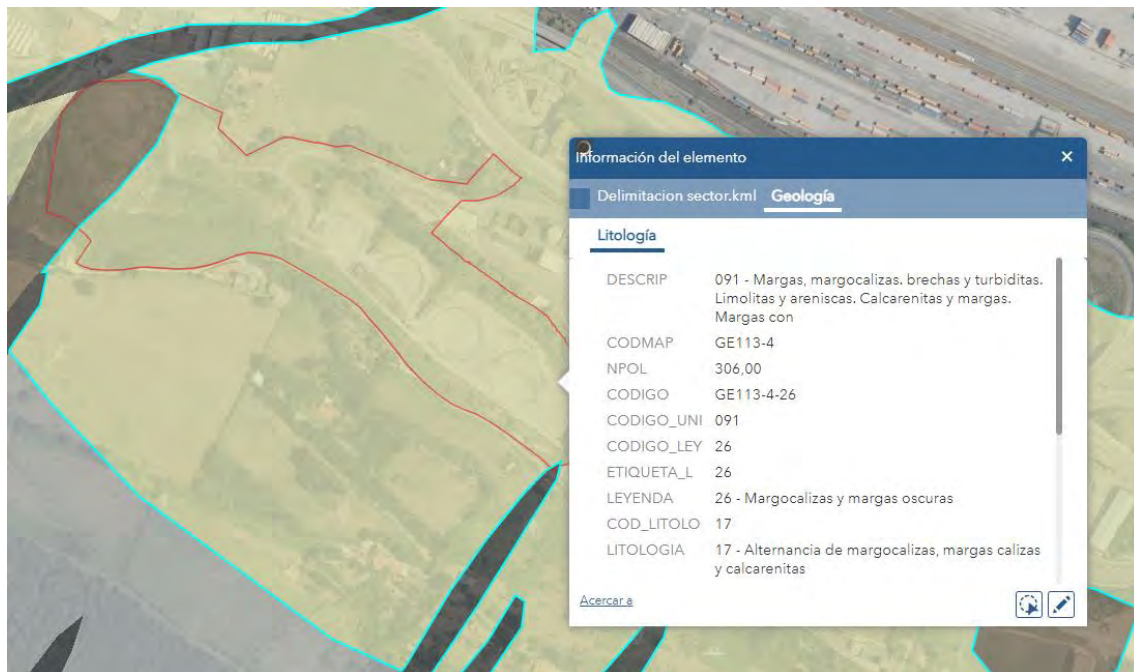 Información del elemento
Delimitacion sector.kml Geología
Litología
DESCRIP 091 - Margas, margocalizas. brechas y turbiditas.
Limolitas y areniscas. Calcarenitas y margas.
Margas con
CODMAP GE113-4
NPOL 306,00
CODIGO GE113-4-26
CODIGO_UNI 091
CODIGO_LEY 26
ETIQUETA_L 26
LEYENDA 26 - Margocalizas y margas oscuras
COD_LITOLO 17
LITOLOGIA 17 - Alternancia de margocalizas, margas calizas
y calcarenitas
Acercar a